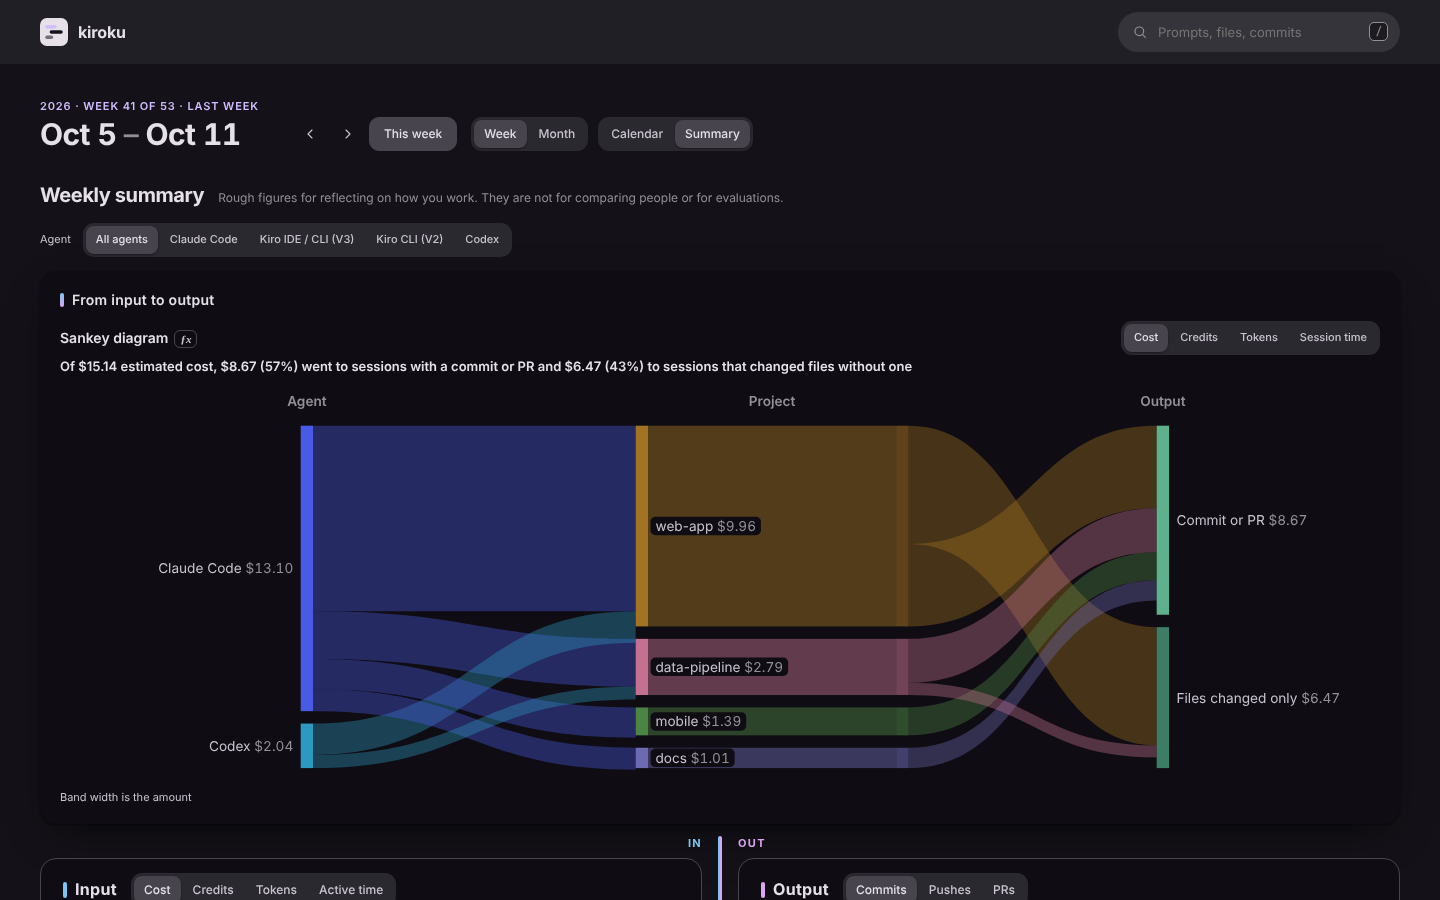 kiroku
Prompts, files, commits
/
2026 · WEEK 41 OF 53 · LAST WEEK
Oct 5 – Oct 11
This week
Week
Month
Calendar
Summary
Weekly summary
Rough figures for reflecting on how you work. They are not for comparing people or for evaluations.
Agent
All agents
Claude Code
Kiro IDE / CLI (V3)
Kiro CLI (V2)
Codex
From input to output
Sankey diagram
ƒx
Cost
Credits
Tokens
Session time
Of $15.14 estimated cost, $8.67 (57%) went to sessions with a commit or PR and $6.47 (43%) to sessions that changed files without one
Agent
Project
Output
Claude Code $13.10
Codex $2.04
web-app $9.96
data-pipeline $2.79
mobile $1.39
docs $1.01
Commit or PR $8.67
Files changed only $6.47
Band width is the amount
IN
OUT
Input
Cost
Credits
Tokens
Active time
Output
Commits
Pushes
PRs